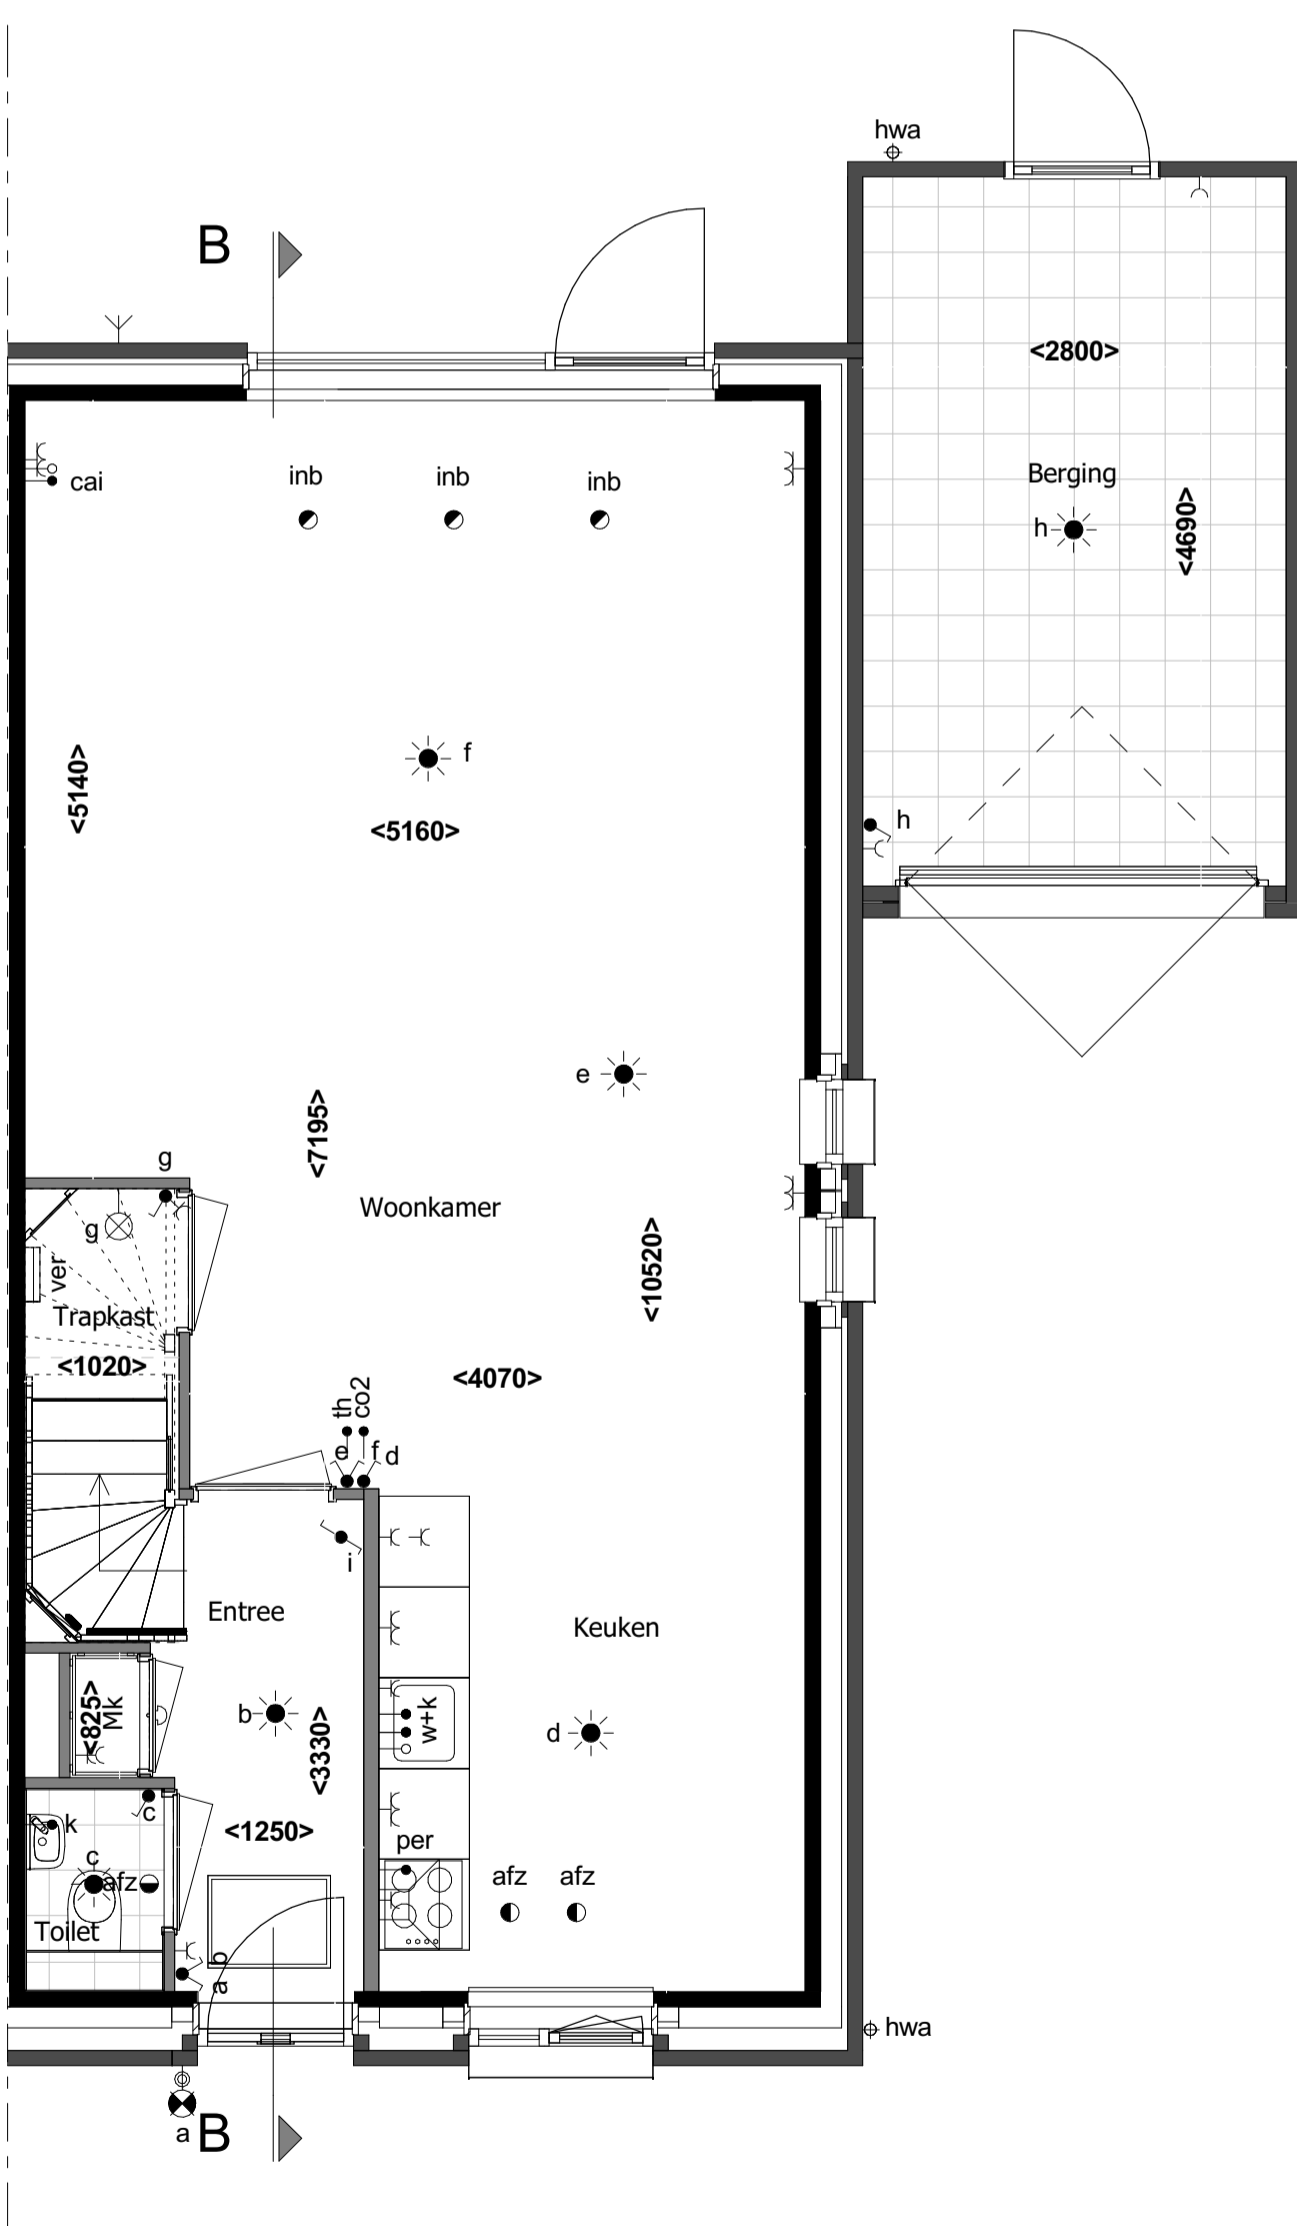 hwa
B
<2800>
cai
inb
inb
inb
Berging
h
<4690>
f
<5140>
<5160>
h
e
<7195>
g
Woonkamer
g
ver
<10520>
Trapkast
<1020>
<4070>
th
co2
e
f
d
i
Entree
Keuken
<825>
Mk
b
w+k
d
<3330>
c
k
<1250>
per
c
afz
afz
afz
Toilet
a
b
hwa
a
B